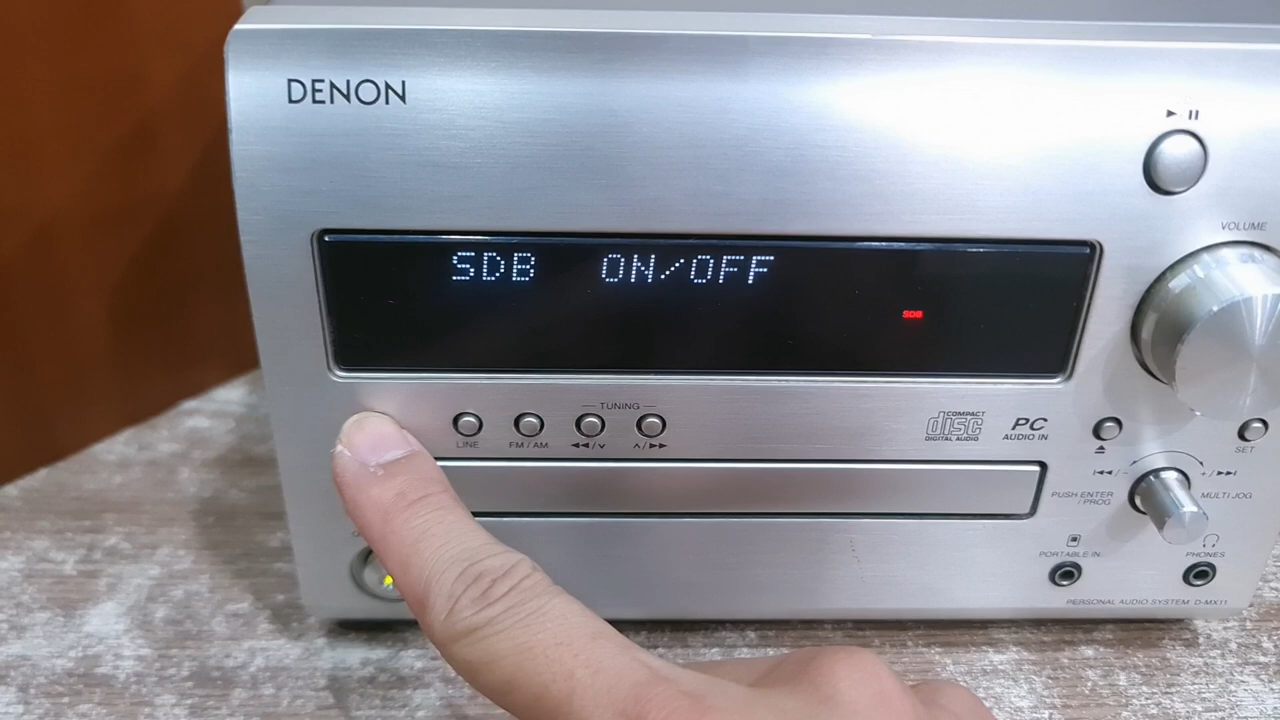 DENON
VOLUME
SDB ON/OFF
SDB
TUNING
LINE
FM / AM
COMPACT
disc
DIGITAL AUDIO
PC
AUDIO IN
SET
PUSH ENTER
/ PROG
MULTI JOG
PORTABLE IN
PHONES
PERSONAL AUDIO SYSTEM D-MX11